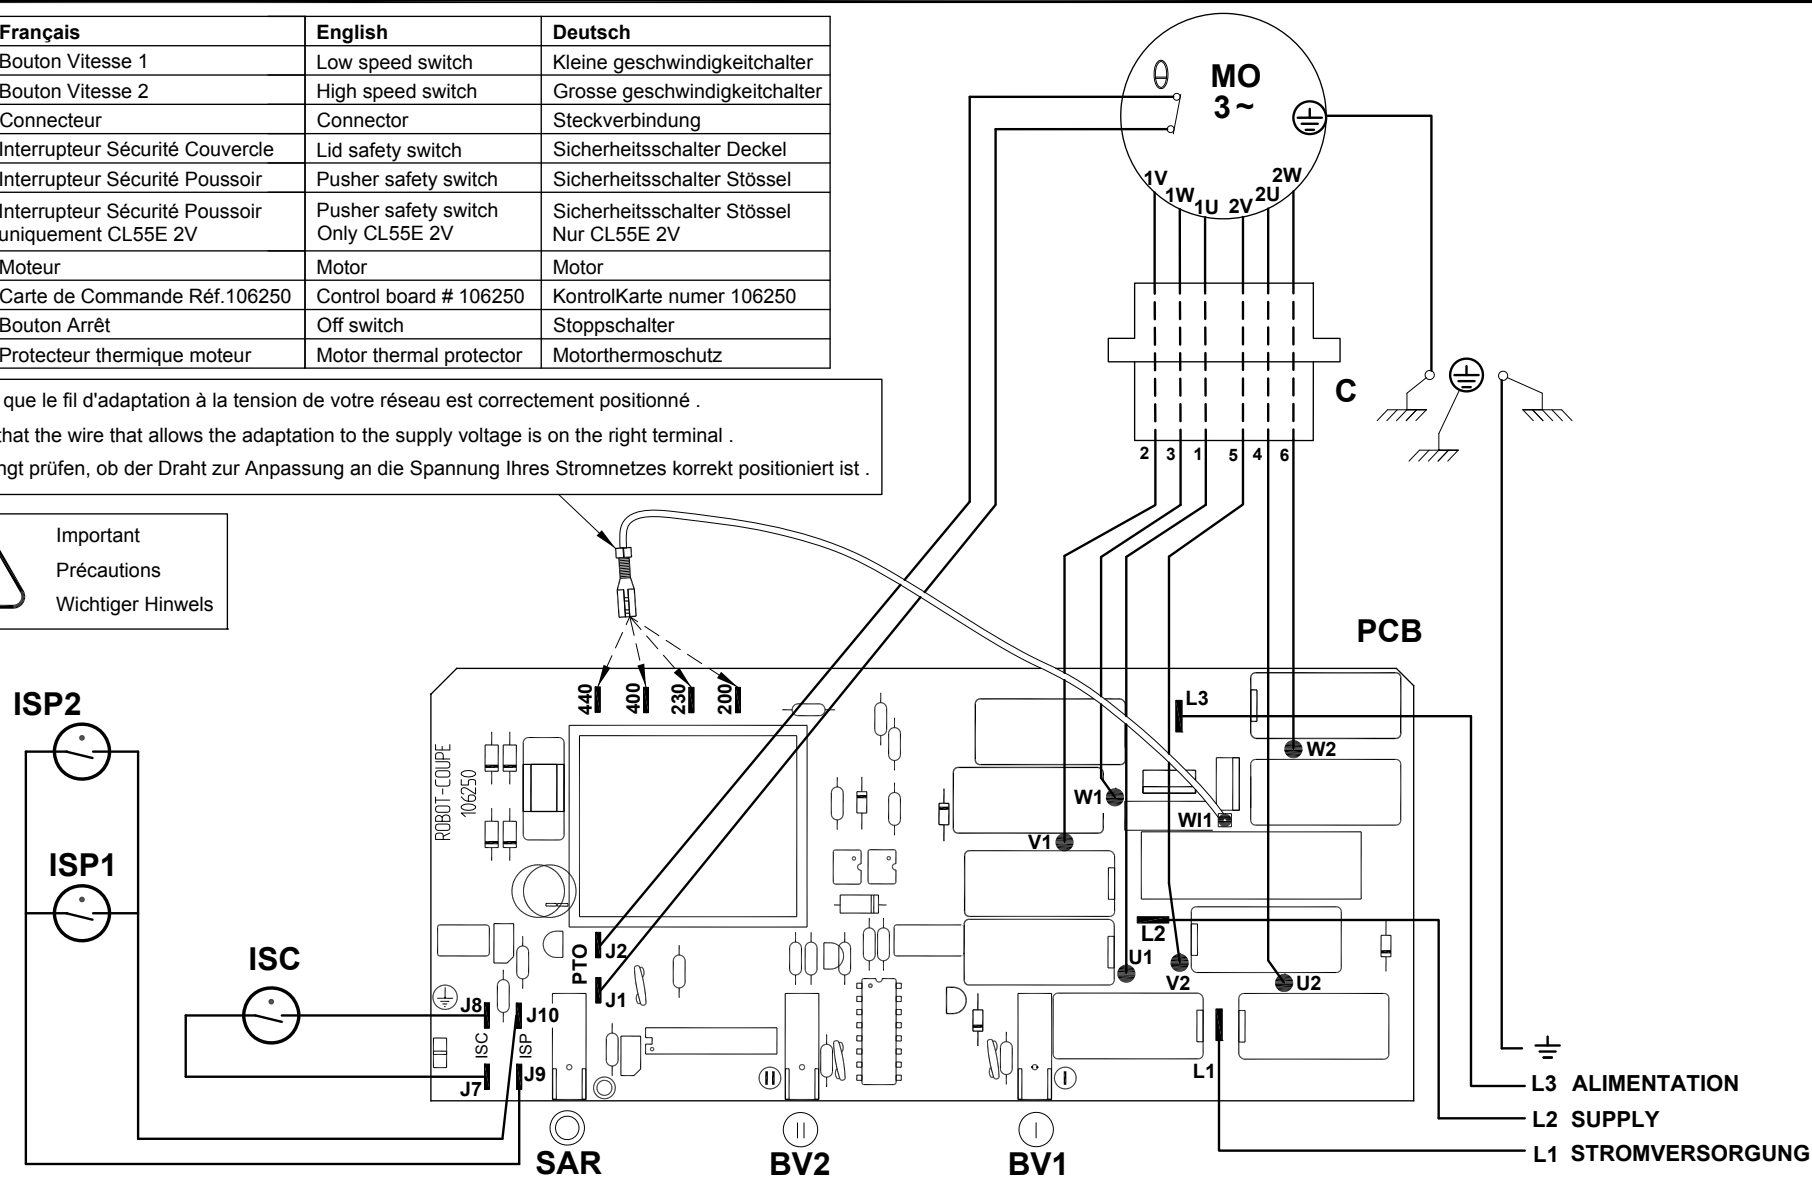 Français English Deutsch
Bouton Vitesse 1 Low speed switch Kleine geschwindigkeitchalter
Bouton Vitesse 2 High speed switch Grosse geschwindigkeitchalter
Connecteur Connector Steckverbindung
Interrupteur Sécurité Couvercle Lid safety switch Sicherheitsschalter Deckel
Interrupteur Sécurité Poussoir Pusher safety switch Sicherheitsschalter Stössel
Interrupteur Sécurité Poussoir Pusher safety switch Sicherheitsschalter Stössel
uniquement CL55E 2V Only CL55E 2V Nur CL55E 2V
Moteur Motor Motor
Carte de Commande Réf.106250 Control board # 106250 KontrolKarte numer 106250
Bouton Arrêt Off switch Stoppschalter
Protecteur thermique moteur Motor thermal protector Motorthermoschutz
que le fil d'adaptation à la tension de votre réseau est correctement positionné .
that the wire that allows the adaptation to the supply voltage is on the right terminal .
ngt prüfen, ob der Draht zur Anpassung an die Spannung Ihres Stromnetzes korrekt positioniert ist .
Important
Précautions
Wichtiger Hinwels
MO
3 ~
1V 1W 1U 2V 2U 2W
C
2 3 1 5 4 6
PCB
440 400 230 200
ISP2
ISP1
ISC
ROBOT-COUPE
106250
L3
W2
W1
WI1
V1
L2
U1
V2
U2
L1
PTO
J2
J1
J8
J10
ISC
ISP
J7
J9
II
I
II
I
SAR
BV2
BV1
L3 ALIMENTATION
L2 SUPPLY
L1 STROMVERSORGUNG